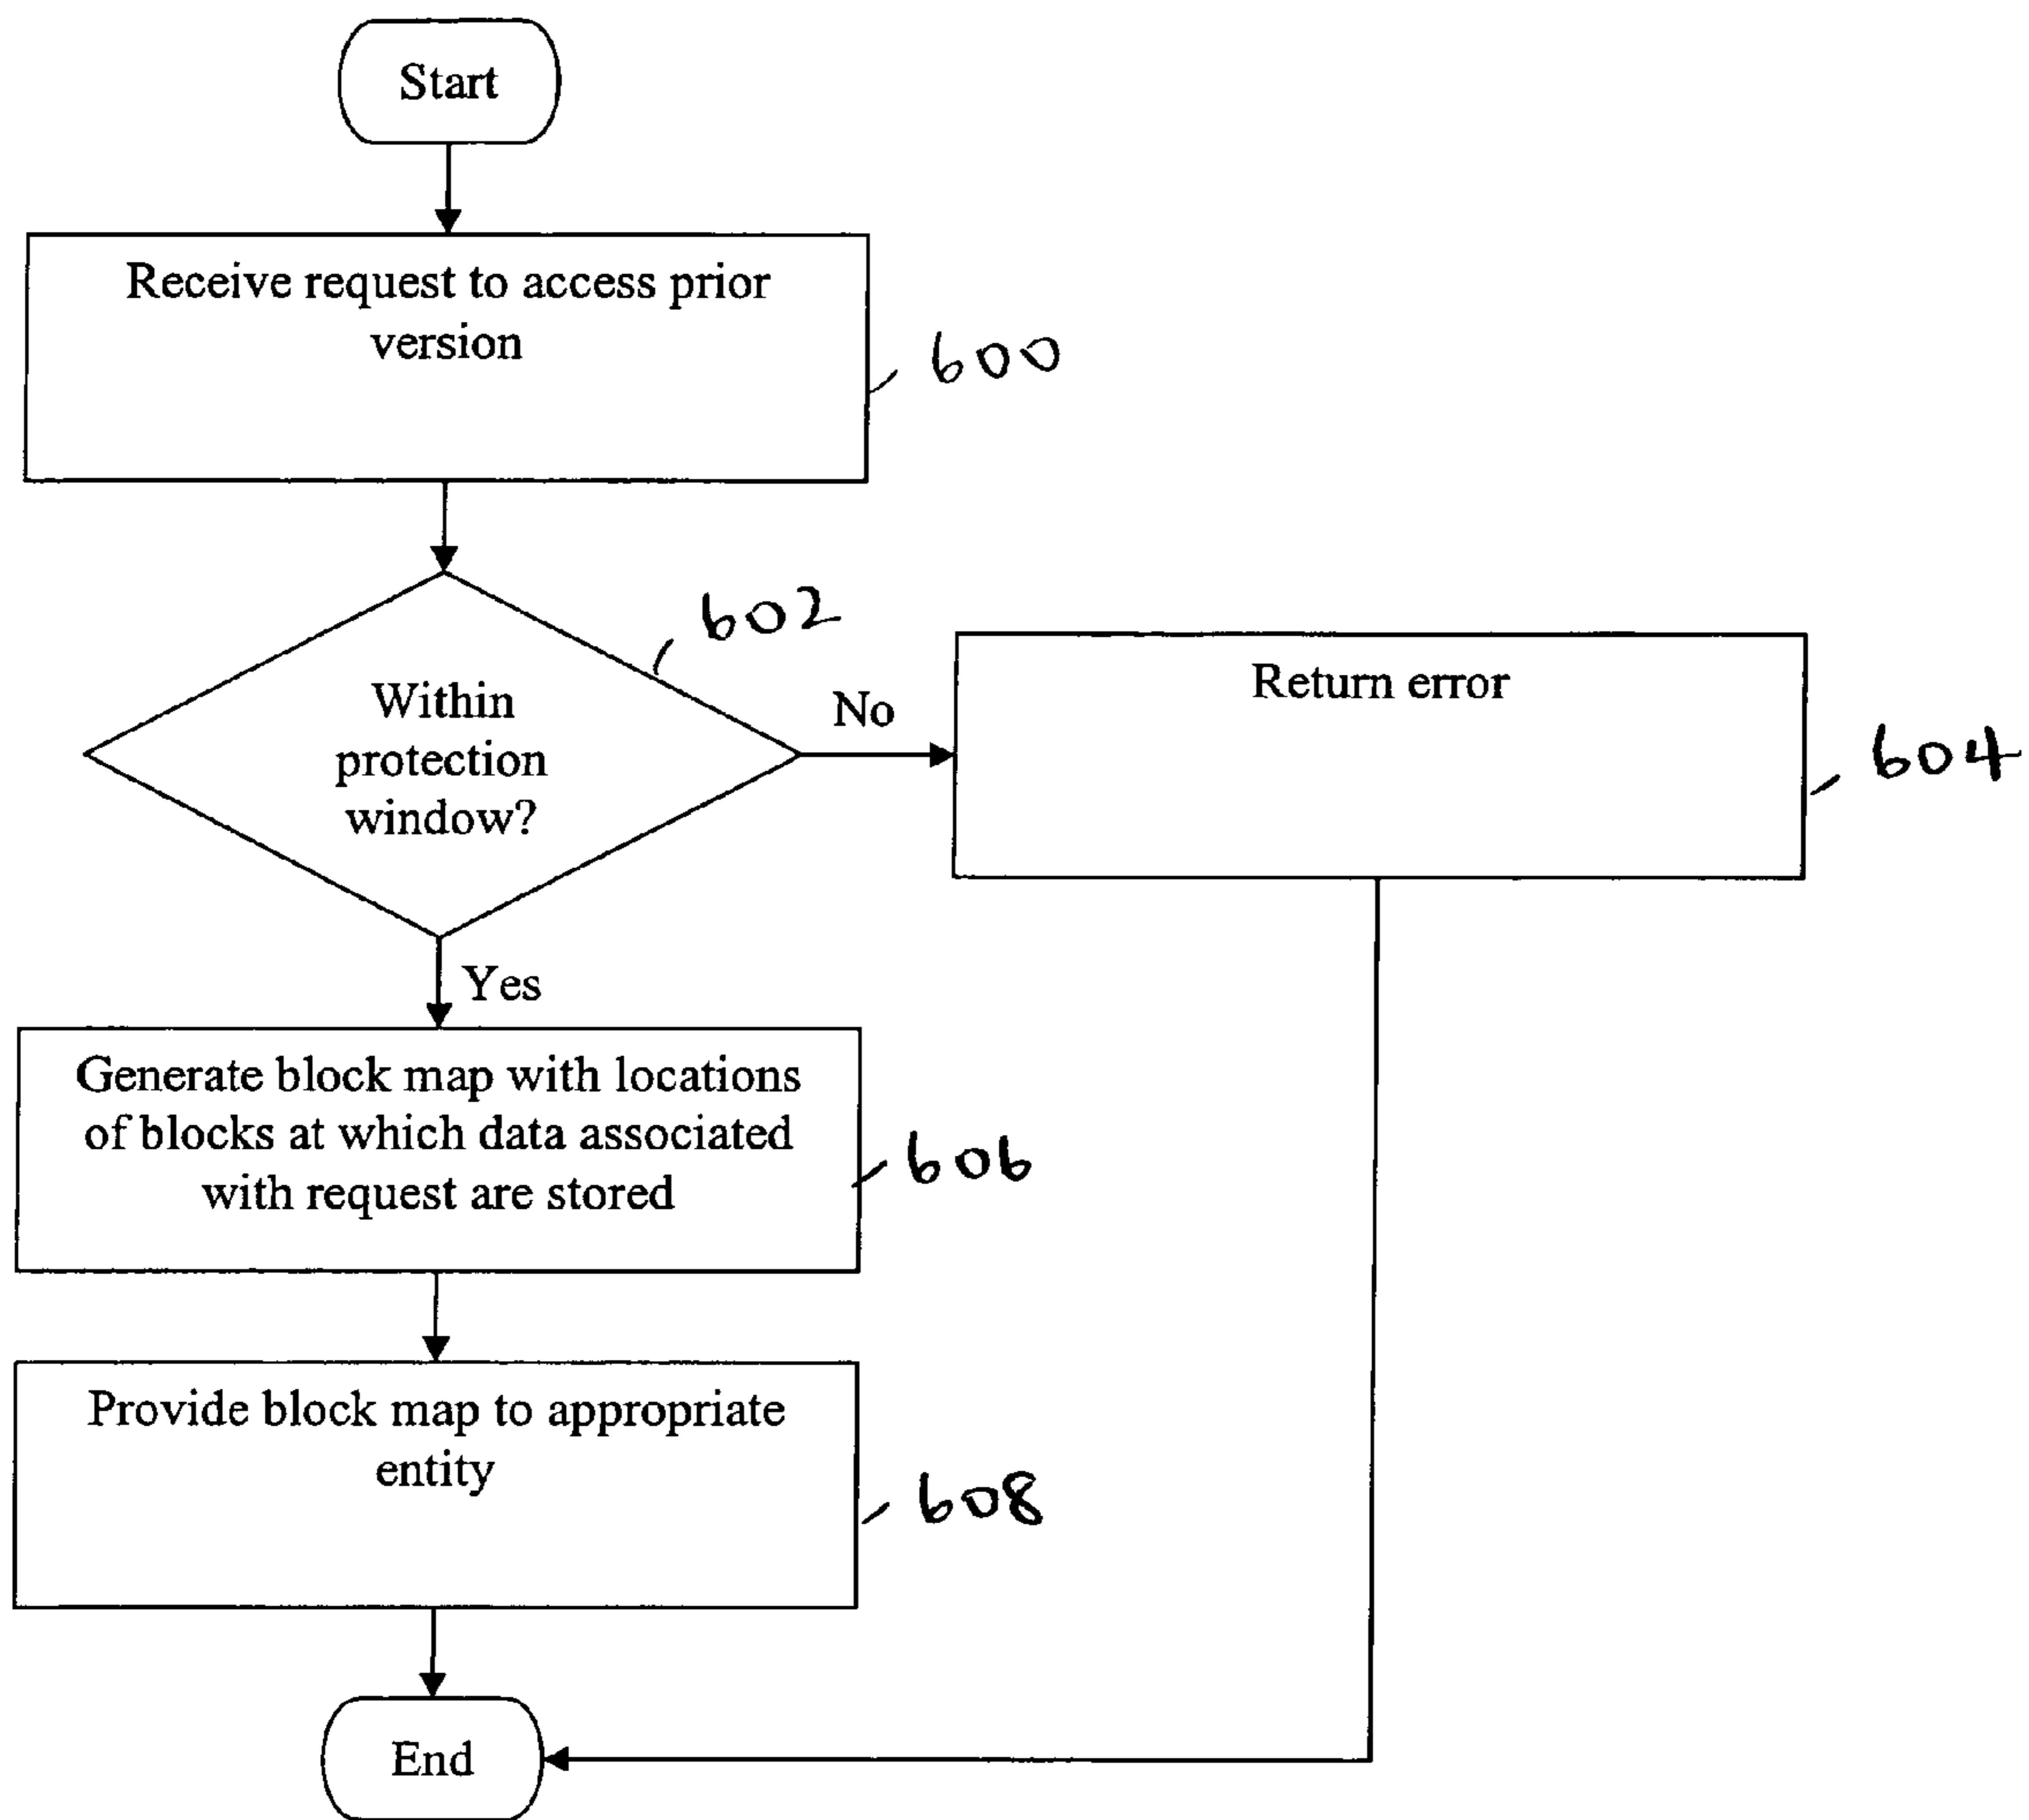 Start
Receive request to access prior
version
600
602
Within
protection
window?
No
Return error
604
Yes
Generate block map with locations
of blocks at which data associated
with request are stored
606
Provide block map to appropriate
entity
608
End